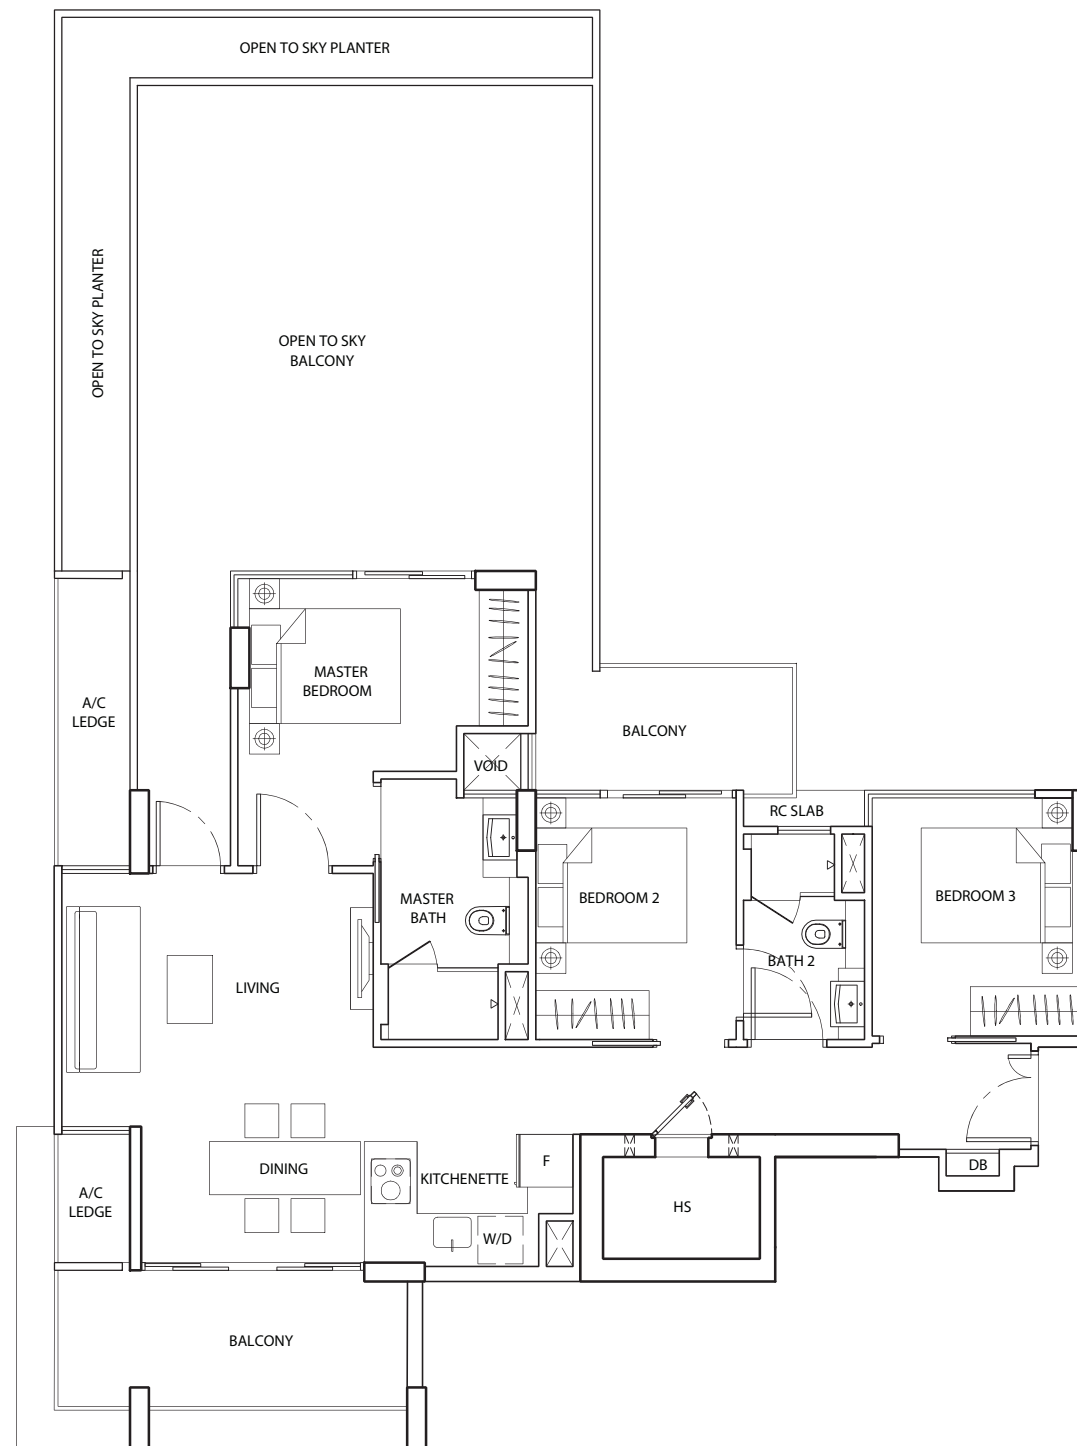 OPEN TO SKY PLANTER
OPEN TO SKY PLANTER
OPEN TO SKY
BALCONY
MASTER
BEDROOM
A/C
LEDGE
BALCONY
VOID
RC SLAB
MASTER
BATH
BEDROOM 2
BEDROOM 3
BATH 2
LIVING
DINING
KITCHENETTE
F
DB
A/C
LEDGE
HS
W/D
BALCONY